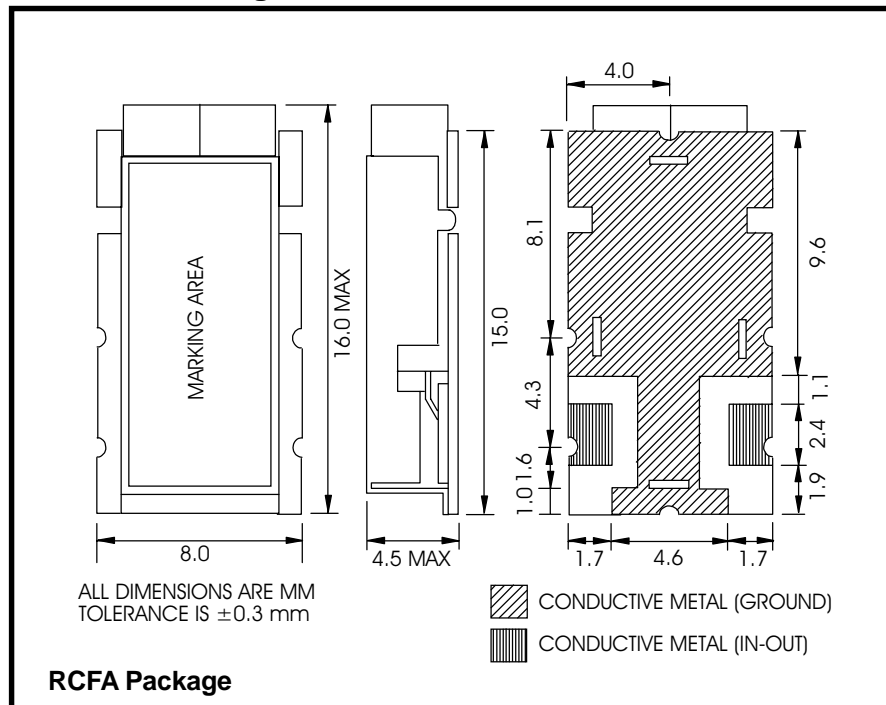 4.0
MARKING AREA
16.0 MAX
15.0
8.1
4.3
1.6
1.0
9.6
1.1
2.4
1.9
8.0
4.5 MAX
1.7
4.6
1.7
ALL DIMENSIONS ARE MM
TOLERANCE IS ±0.3 mm
CONDUCTIVE METAL (GROUND)
CONDUCTIVE METAL (IN-OUT)
RCFA Package